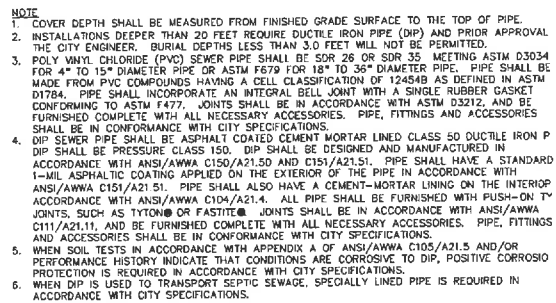 NOTE
1. COVER DEPTH SHALL BE MEASURED FROM FINISHED GRADE SURFACE TO THE TOP OF PIPE.
2. INSTALLATIONS DEEPER THAN 20 FEET REQUIRE DUCTILE IRON PIPE (DIP) AND PRIOR APPROVAL
THE CITY ENGINEER. BURIAL DEPTHS LESS THAN 3.0 FEET WILL NOT BE PERMITTED.
3. POLY VINYL CHLORIDE (PVC) SEWER PIPE SHALL BE SDR 26 OR SDR 35 MEETING ASTM D3034
FOR 4" TO 15" DIAMETER PIPE OR ASTM F679 FOR 18" TO 36" DIAMETER PIPE. PIPE SHALL BE
MADE FROM PVC COMPOUNDS HAVING A CELL CLASSIFICATION OF 12454B AS DEFINED IN ASTM
D1784. PIPE SHALL INCORPORATE AN INTEGRAL BELL JOINT WITH A SINGLE RUBBER GASKET
CONFORMING TO ASTM F477. JOINTS SHALL BE IN ACCORDANCE WITH ASTM D3212, AND BE
FURNISHED COMPLETE WITH ALL NECESSARY ACCESSORIES. PIPE, FITTINGS AND ACCESSORIES
SHALL BE IN CONFORMANCE WITH CITY SPECIFICATIONS.
4. DIP SEWER PIPE SHALL BE ASPHALT COATED CEMENT MORTAR LINED CLASS 50 DUCTILE IRON P
DIP SHALL BE PRESSURE CLASS 150. DIP SHALL BE DESIGNED AND MANUFACTURED IN
ACCORDANCE WITH ANSI/AWWA C150/A21.50 AND C151/A21.51. PIPE SHALL HAVE A STANDARD
1-MIL ASPHALTIC COATING APPLIED ON THE EXTERIOR OF THE PIPE IN ACCORDANCE WITH
ANSI/AWWA C151/A21.51. PIPE SHALL ALSO HAVE A CEMENT-MORTAR LINING ON THE INTERIOR
ACCORDANCE WITH ANSI/AWWA C104/A21.4. ALL PIPE SHALL BE FURNISHED WITH PUSH-ON TY
JOINTS, SUCH AS TYTON® OR FASTITE®. JOINTS SHALL BE IN ACCORDANCE WITH ANSI/AWWA
C111/A21.11, AND BE FURNISHED COMPLETE WITH ALL NECESSARY ACCESSORIES. PIPE, FITTINGS
AND ACCESSORIES SHALL BE IN CONFORMANCE WITH CITY SPECIFICATIONS.
5. WHEN SOIL TESTS IN ACCORDANCE WITH APPENDIX A OF ANSI/AWWA C105/A21.5 AND/OR
PERFORMANCE HISTORY INDICATE THAT CONDITIONS ARE CORROSIVE TO DIP, POSITIVE CORROSIO
PROTECTION IS REQUIRED IN ACCORDANCE WITH CITY SPECIFICATIONS.
6. WHEN DIP IS USED TO TRANSPORT SEPTIC SEWAGE, SPECIALLY LINED PIPE IS REQUIRED IN
ACCORDANCE WITH CITY SPECIFICATIONS.